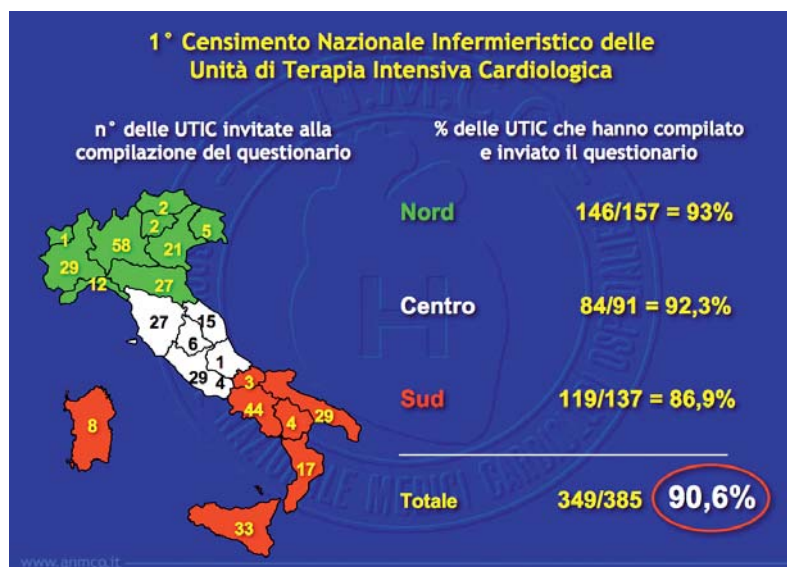 1° Censimento Nazionale Infermieristico delle
Unità di Terapia Intensiva Cardiologica
n° delle UTIC invitate alla
compilazione del questionario
% delle UTIC che hanno compilato
e inviato il questionario
2
2
5
1
58
21
29
12
27
27
15
6
1
29
4
3
44
4
29
8
17
33
Nord 146/157 = 93%
Centro 84/91 = 92,3%
Sud 119/137 = 86,9%
Totale 349/385 90,6%
www.anmco.it